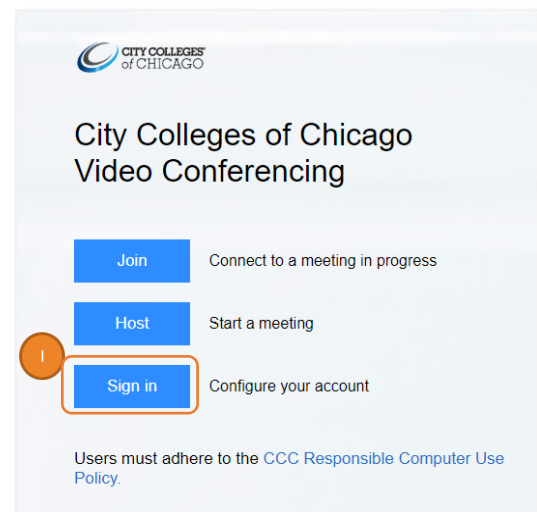 CITY COLLEGES®
of CHICAGO
City Colleges of Chicago
Video Conferencing
Join Connect to a meeting in progress
Host Start a meeting
I
Sign in Configure your account
Users must adhere to the CCC Responsible Computer Use
Policy.